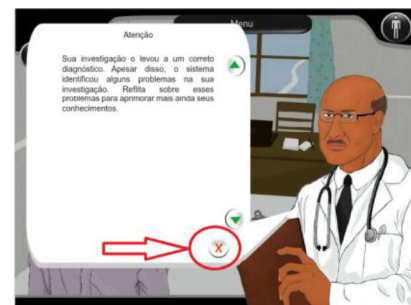 Menu
Atenção
Sua investigação o levou a um correto
diagnóstico. Apesar disso, o sistema
identificou alguns problemas na sua
investigação. Reflita sobre esses
problemas para aprimorar mais ainda seus
conhecimentos.
X